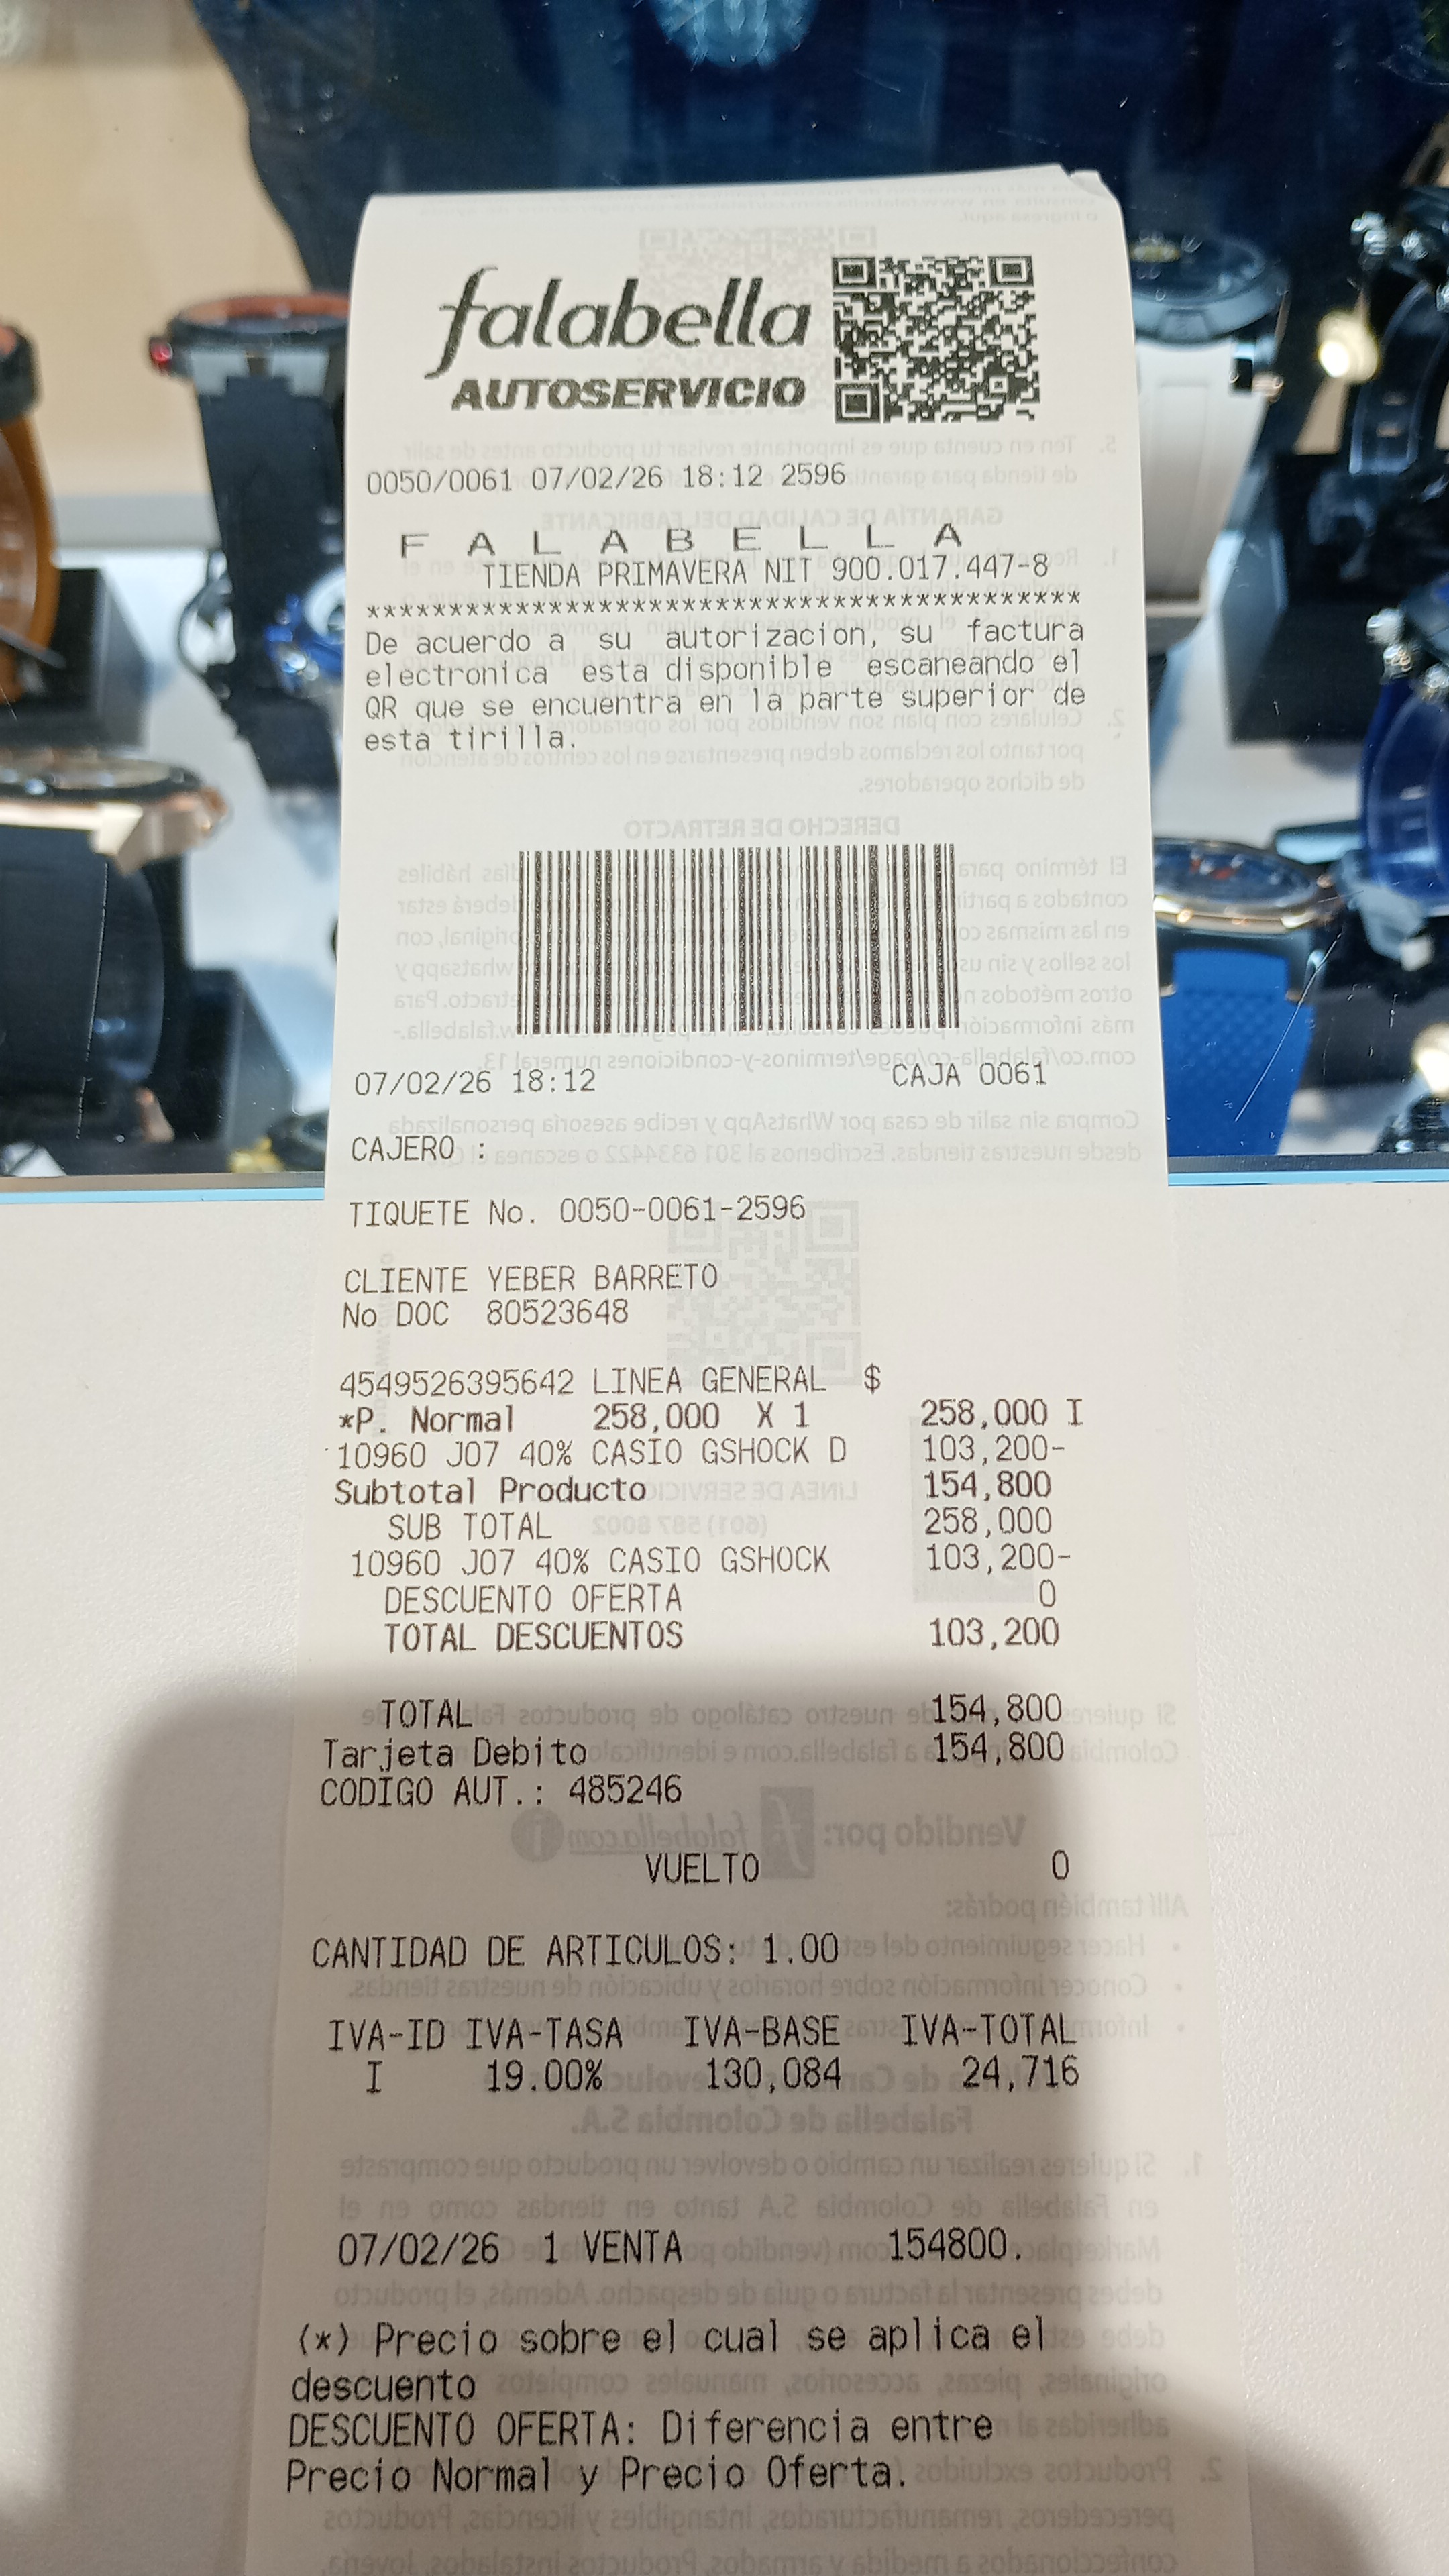 falabella
AUTOSERVICIO
0050/0061 07/02/26 18:12 2596
F A L A B E L L A
TIENDA PRIMAVERA NIT 900.017.447-8
********************************************
De acuerdo a su autorizacion, su factura
electronica esta disponible escaneando el
QR que se encuentra en la parte superior de
esta tirilla.
07/02/26 18:12 CAJA 0061
CAJERO :
TIQUETE No. 0050-0061-2596
CLIENTE YEBER BARRETO
No DOC 80523648
4549526395642 LINEA GENERAL $
*P. Normal 258,000 X 1 258,000 I
10960 J07 40% CASIO GSHOCK D 103,200-
Subtotal Producto 154,800
SUB TOTAL 258,000
10960 J07 40% CASIO GSHOCK 103,200-
DESCUENTO OFERTA 0
TOTAL DESCUENTOS 103,200
TOTAL 154,800
Tarjeta Debito 154,800
CODIGO AUT.: 485246
VUELTO 0
CANTIDAD DE ARTICULOS: 1.00
IVA-ID IVA-TASA IVA-BASE IVA-TOTAL
I 19.00% 130,084 24,716
07/02/26 1 VENTA 154800.
(*) Precio sobre el cual se aplica el
descuento
DESCUENTO OFERTA: Diferencia entre
Precio Normal y Precio Oferta.